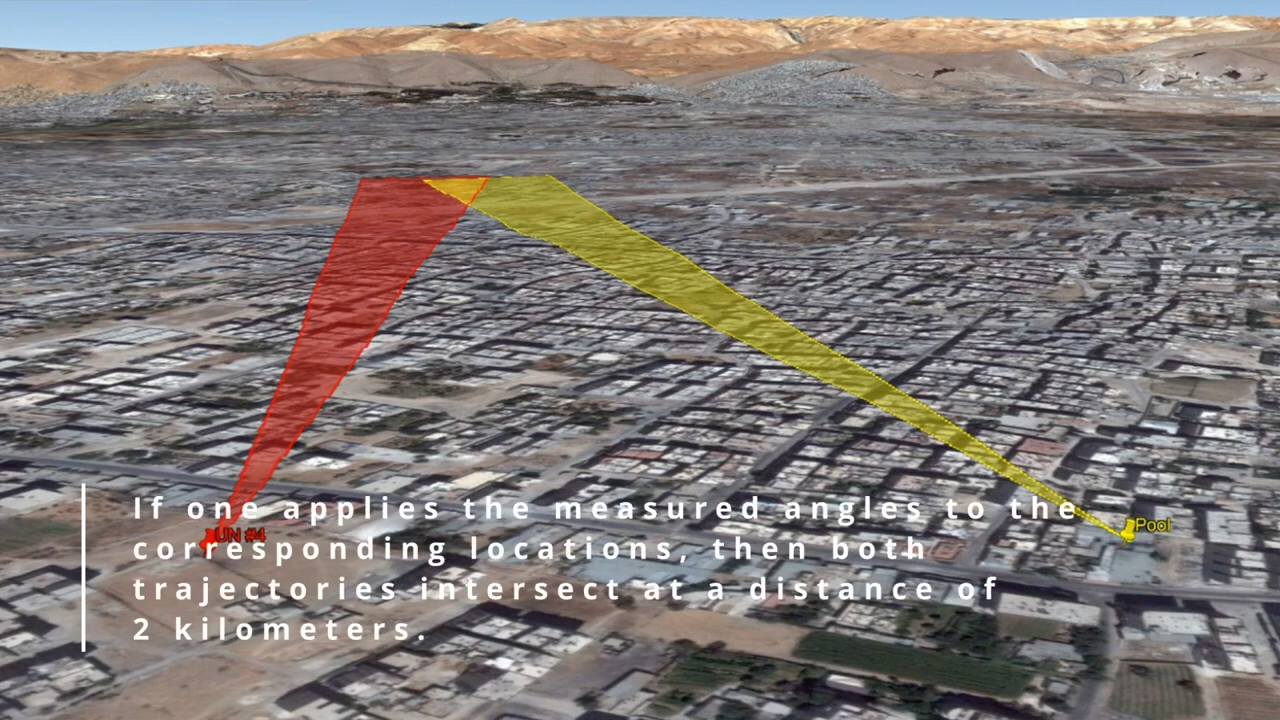 If one applies the measured angles to the
UN #4
Pool
corresponding locations, then both
trajectories intersect at a distance of
2 kilometers.